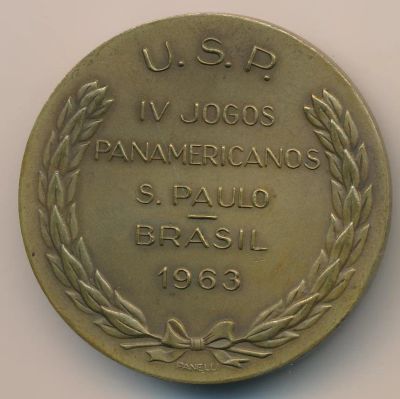 U.S.P.
IV JOGOS
PANAMERICANOS
S. PAULO
BRASIL
1963